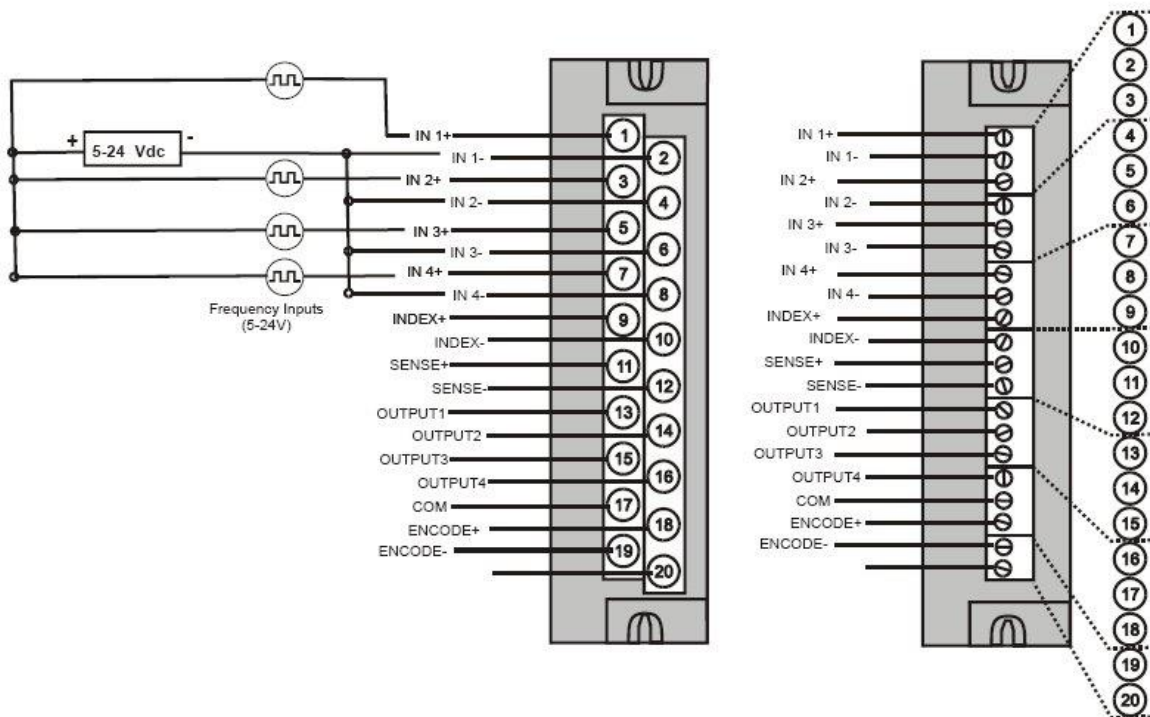 + 5-24 Vdc -
Frequency Inputs
(5-24V)
IN 1+
IN 1-
IN 2+
IN 2-
IN 3+
IN 3-
IN 4+
IN 4-
INDEX+
INDEX-
SENSE+
SENSE-
OUTPUT1
OUTPUT2
OUTPUT3
OUTPUT4
COM
ENCODE+
ENCODE-
1
2
3
4
5
6
7
8
9
10
11
12
13
14
15
16
17
18
19
20
IN 1+
IN 1-
IN 2+
IN 2-
IN 3+
IN 3-
IN 4+
IN 4-
INDEX+
INDEX-
SENSE+
SENSE-
OUTPUT1
OUTPUT2
OUTPUT3
OUTPUT4
COM
ENCODE+
ENCODE-
1
2
3
4
5
6
7
8
9
10
11
12
13
14
15
16
17
18
19
20